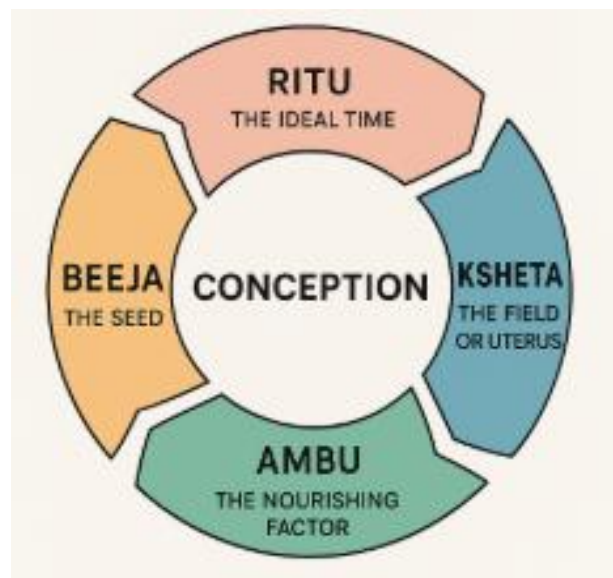 RITU
THE IDEAL TIME
BEEJA
THE SEED
CONCEPTION
KSHETA
THE FIELD
OR UTERUS
AMBU
THE NOURISHING
FACTOR